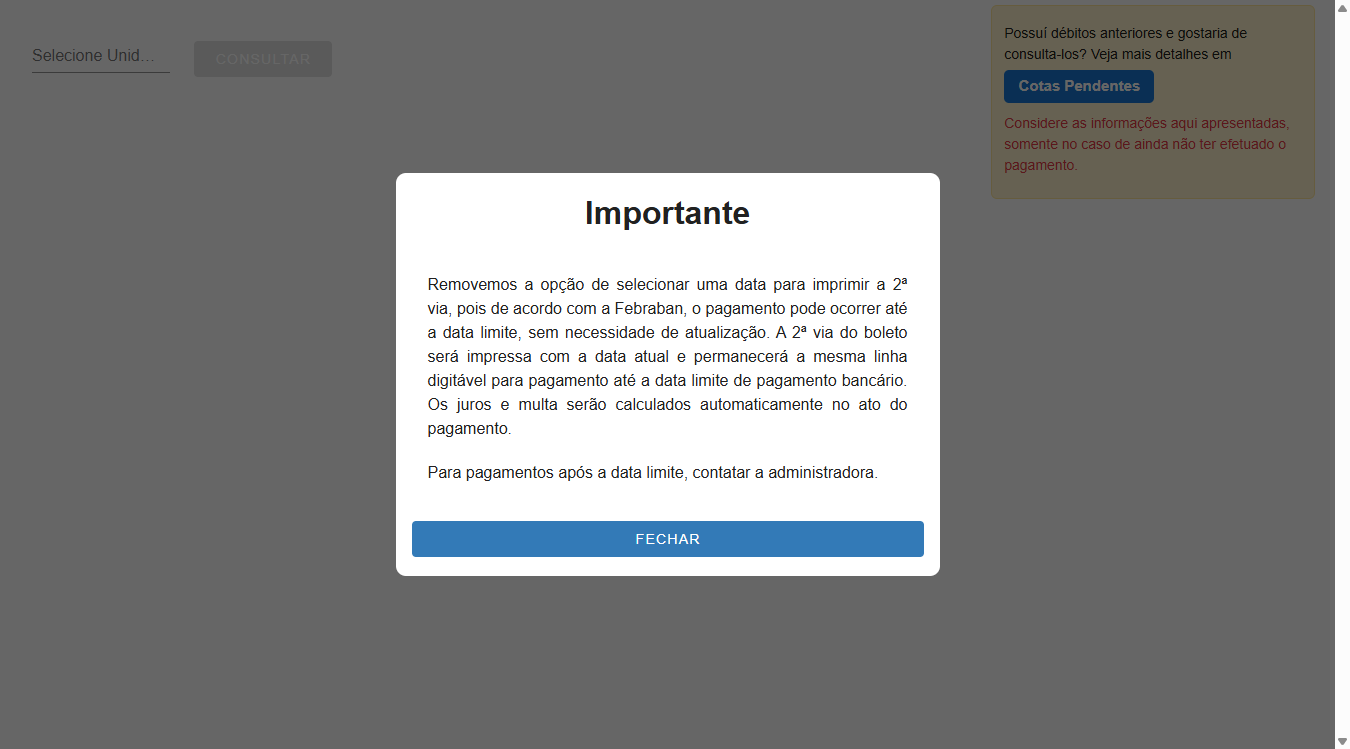 Selecione Unid...
CONSULTAR
Possuí débitos anteriores e gostaria de
consulta-los? Veja mais detalhes em
Cotas Pendentes
Considere as informações aqui apresentadas,
somente no caso de ainda não ter efetuado o
pagamento.
Importante
Removemos a opção de selecionar uma data para imprimir a 2ª
via, pois de acordo com a Febraban, o pagamento pode ocorrer até
a data limite, sem necessidade de atualização. A 2ª via do boleto
será impressa com a data atual e permanecerá a mesma linha
digitável para pagamento até a data limite de pagamento bancário.
Os juros e multa serão calculados automaticamente no ato do
pagamento.
Para pagamentos após a data limite, contatar a administradora.
FECHAR